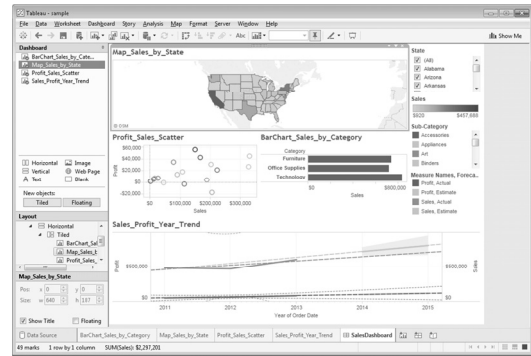 Tableau - sample
File Data Worksheet Dashboard Story Analysis Map Format Server Window Help
Abc Show Me
Dashboard
BarChart_Sales_by_Cate...
Map_Sales_by_State
Profit_Sales_Scatter
Sales_Profit_Year_Trend
Horizontal Image
Vertical Web Page
Text Blank
New objects:
Tiled Floating
Layout
Horizontal
Tiled
BarChart_Sal
Map_Sales_b
Profit_Sales_
Map_Sales_by_State
Pos: x 0 y 0
Size: w 640 h 187
Show Title Floating
Map_Sales_by_State
State
(All)
Alabama
Arizona
Arkansas
Sales
$920 $457,688
Sub-Category
Accessories
Appliances
Art
Binders
Measure Names, Foreca..
Profit, Actual
Profit, Estimate
Sales, Actual
Sales, Estimate
Profit_Sales_Scatter
$60,000
$40,000
$20,000
$0
-$20,000
Profit
$0 $100,000 $200,000 $300,000
Sales
BarChart_Sales_by_Category
Category
Furniture
Office Supplies
Technology
$0 $800,000
Sales
Sales_Profit_Year_Trend
Profit
$500,000 $500,000
$0 $0
Sales
2011 2012 2013 2014 2015
Year of Order Date
Data Source BarChart_Sales_by_Category Map_Sales_by_State Profit_Sales_Scatter Sales_Profit_Year_Trend SalesDashboard
49 marks 1 row by 1 column SUM(Sales): $2,297,201